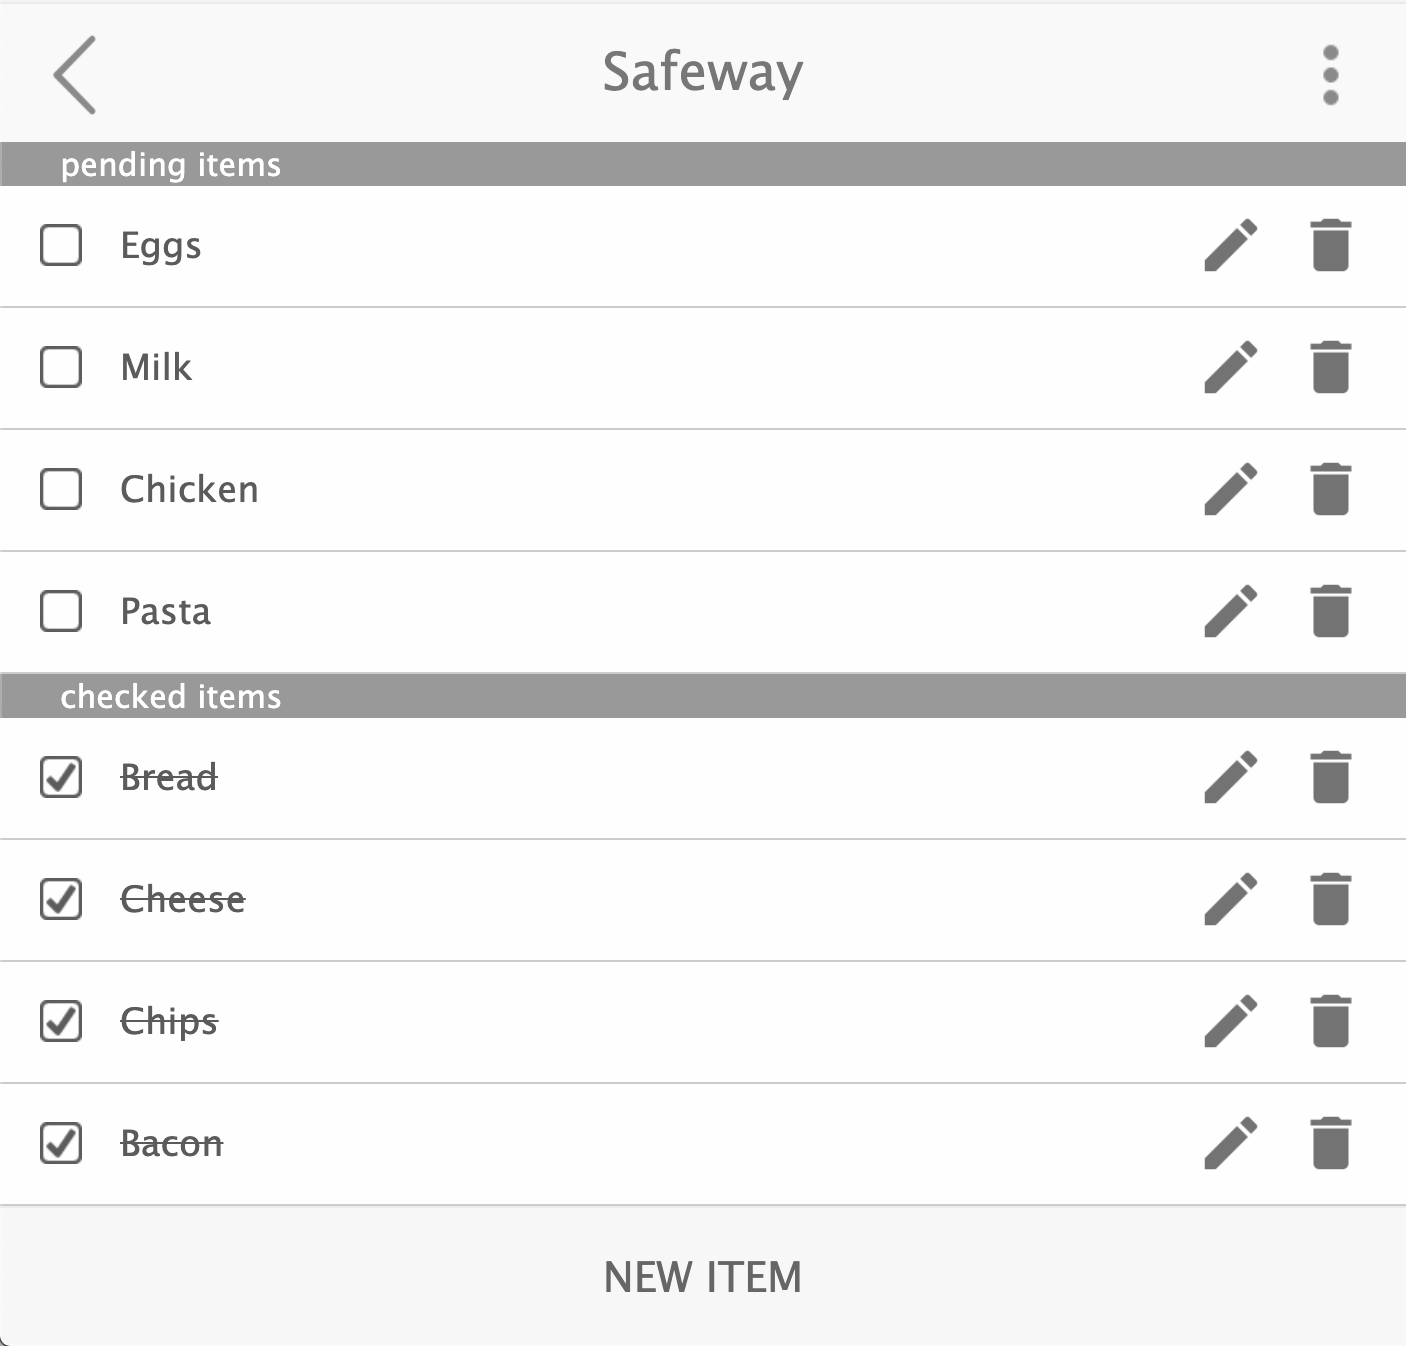 Safeway
pending items
Eggs
Milk
Chicken
Pasta
checked items
Bread
Cheese
Chips
Bacon
NEW ITEM